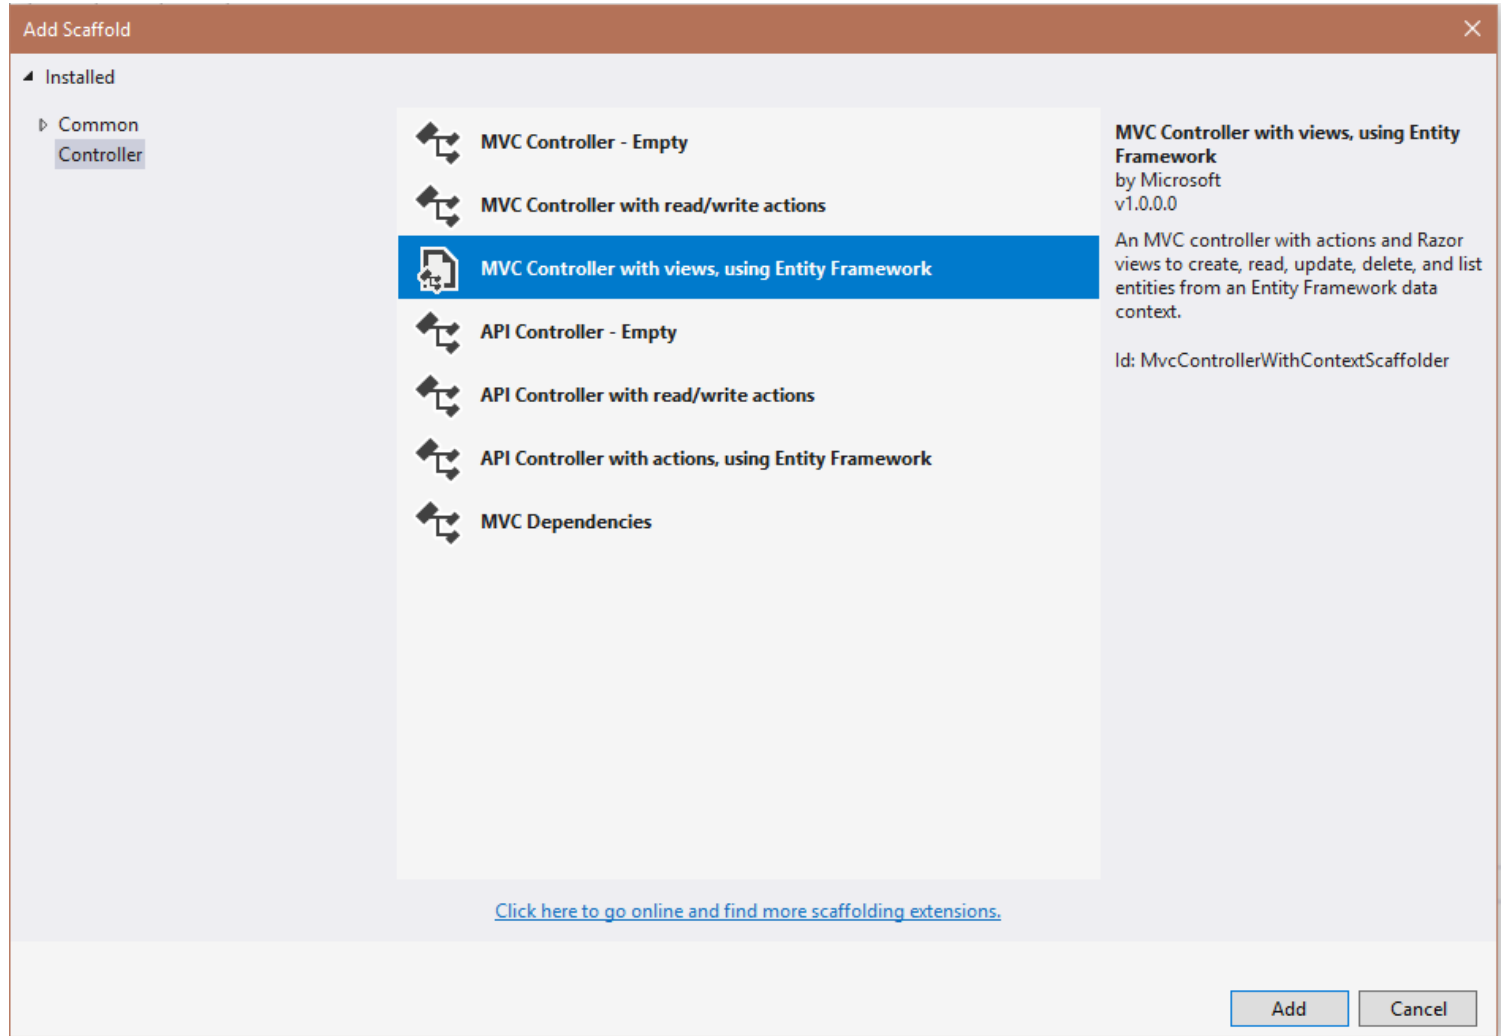 Add Scaffold
Installed
Common
Controller
MVC Controller - Empty
MVC Controller with read/write actions
MVC Controller with views, using Entity Framework
API Controller - Empty
API Controller with read/write actions
API Controller with actions, using Entity Framework
MVC Dependencies
Click here to go online and find more scaffolding extensions.
MVC Controller with views, using Entity
Framework
by Microsoft
v1.0.0.0
An MVC controller with actions and Razor
views to create, read, update, delete, and list
entities from an Entity Framework data
context.
Id: MvcControllerWithContextScaffolder
Add
Cancel